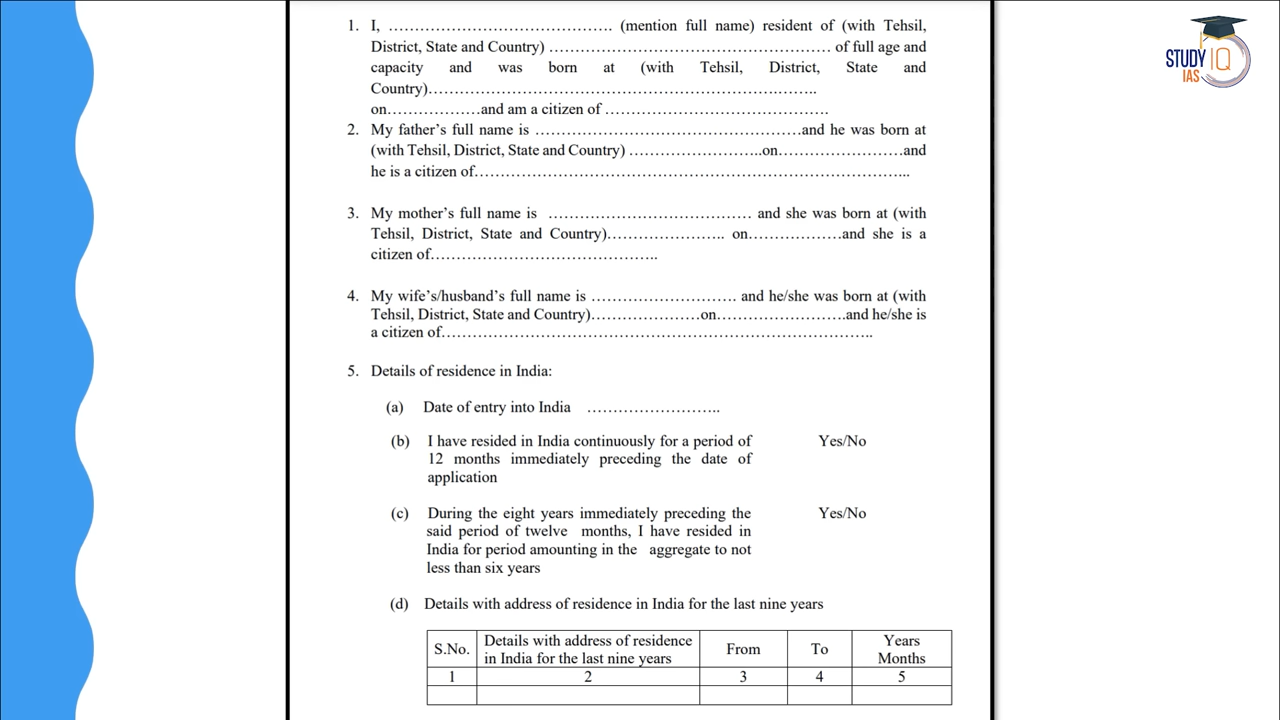 1. I, ……………………………………. (mention full name) resident of (with Tehsil,
District, State and Country) ……………………………………………… of full age and
capacity and was born at (with Tehsil, District, State and
Country)…………………………………………………………………..
on………………and am a citizen of …………………………………….
2. My father's full name is ……………………………………………and he was born at
(with Tehsil, District, State and Country) ……………………..on……………………and
he is a citizen of………………………………………………………………………..
3. My mother's full name is ………………………………… and she was born at (with
Tehsil, District, State and Country)………………….. on………………and she is a
citizen of……………………………………..
4. My wife's/husband's full name is ………………………. and he/she was born at (with
Tehsil, District, State and Country)…………………on…………………….and he/she is
a citizen of………………………………………………………………………..
5. Details of residence in India:
(a) Date of entry into India ……………………..
(b) I have resided in India continuously for a period of Yes/No
12 months immediately preceding the date of
application
(c) During the eight years immediately preceding the Yes/No
said period of twelve months, I have resided in
India for period amounting in the aggregate to not
less than six years
(d) Details with address of residence in India for the last nine years
S.No. Details with address of residence in India for the last nine years From To Years Months
1 2 3 4 5
STUDY IQ
IAS